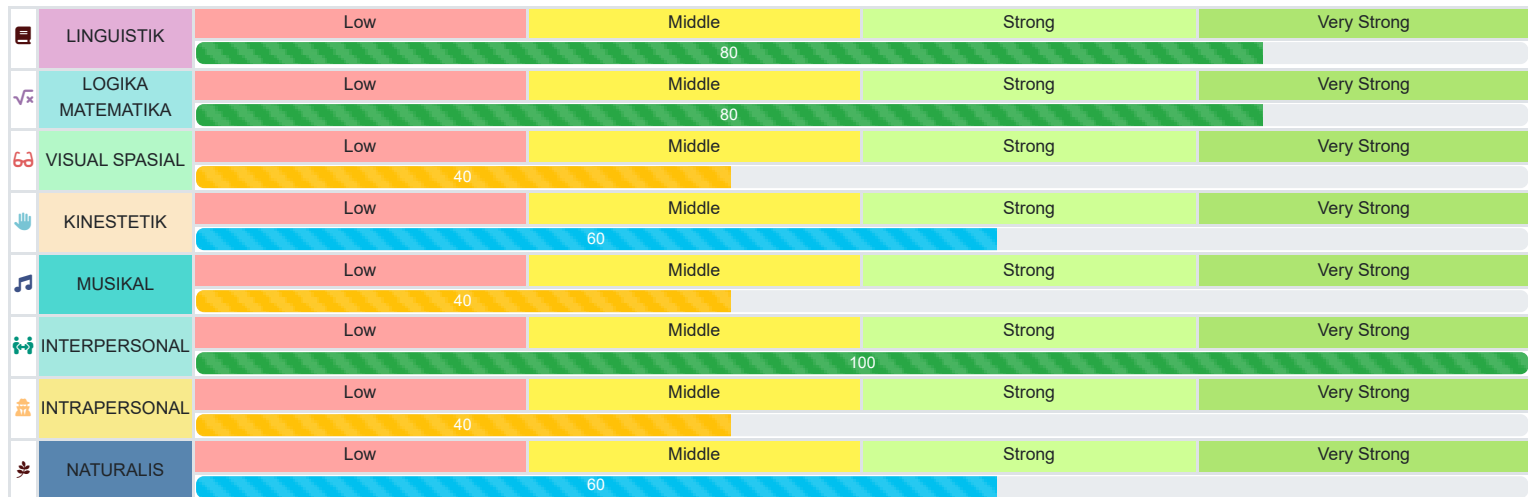 Low Middle Strong Very Strong
LINGUISTIK
80
Low Middle Strong Very Strong
LOGIKA
MATEMATIKA
80
Low Middle Strong Very Strong
VISUAL SPASIAL
40
Low Middle Strong Very Strong
KINESTETIK
60
Low Middle Strong Very Strong
MUSIKAL
40
Low Middle Strong Very Strong
INTERPERSONAL
100
Low Middle Strong Very Strong
INTRAPERSONAL
40
Low Middle Strong Very Strong
NATURALIS
60